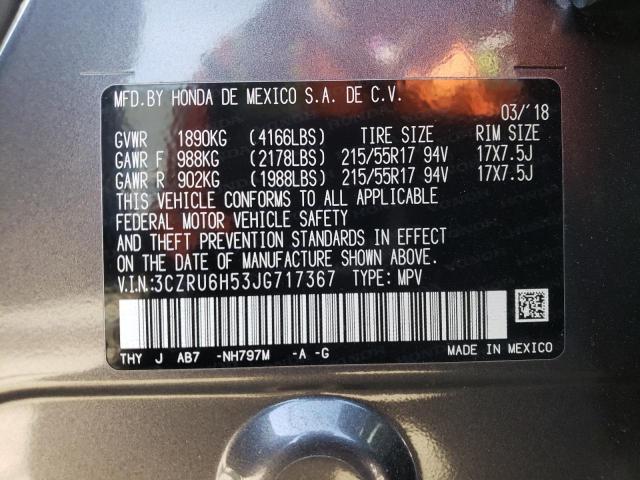 MFD.BY HONDA DE MEXICO S.A. DE C.V.
03/'18
GVWR 1890KG (4166LBS) TIRE SIZE RIM SIZE
GAWR F 988KG (2178LBS) 215/55R17 94V 17X7.5J
GAWR R 902KG (1988LBS) 215/55R17 94V 17X7.5J
THIS VEHICLE CONFORMS TO ALL APPLICABLE
FEDERAL MOTOR VEHICLE SAFETY
AND THEFT PREVENTION STANDARDS IN EFFECT
ON THE DATE OF MANUFACTURE SHOWN ABOVE.
V.I.N:3CZRU6H53JG717367 TYPE: MPV
THY J AB7 -NH797M -A -G
MADE IN MEXICO